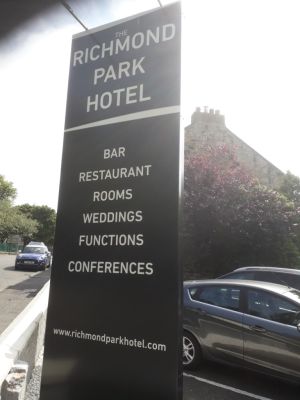 THE
RICHMOND
PARK
HOTEL
BAR
RESTAURANT
ROOMS
WEDDINGS
FUNCTIONS
CONFERENCES
www.richmondparkhotel.com